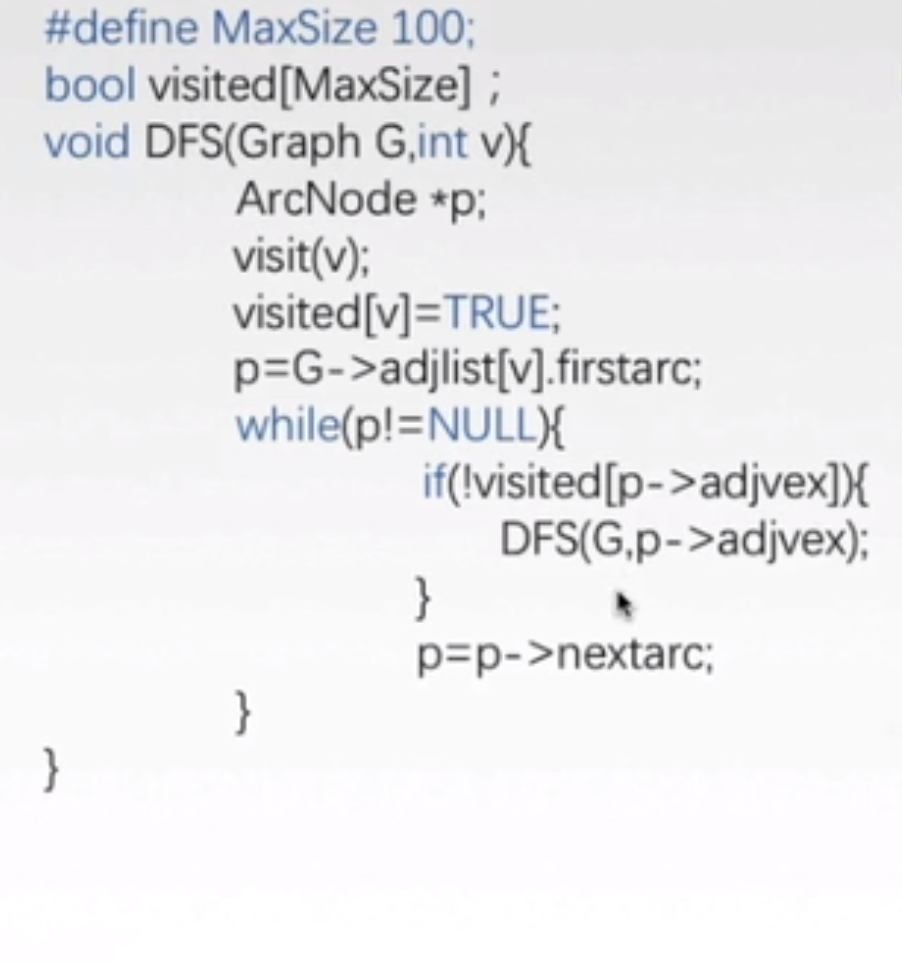 #define MaxSize 100;
bool visited[MaxSize] ;
void DFS(Graph G,int v){
ArcNode *p;
visit(v);
visited[v]=TRUE;
p=G->adjlist[v].firstarc;
while(p!=NULL){
if(!visited[p->adjvex]){
DFS(G,p->adjvex);
}
p=p->nextarc;
}
}